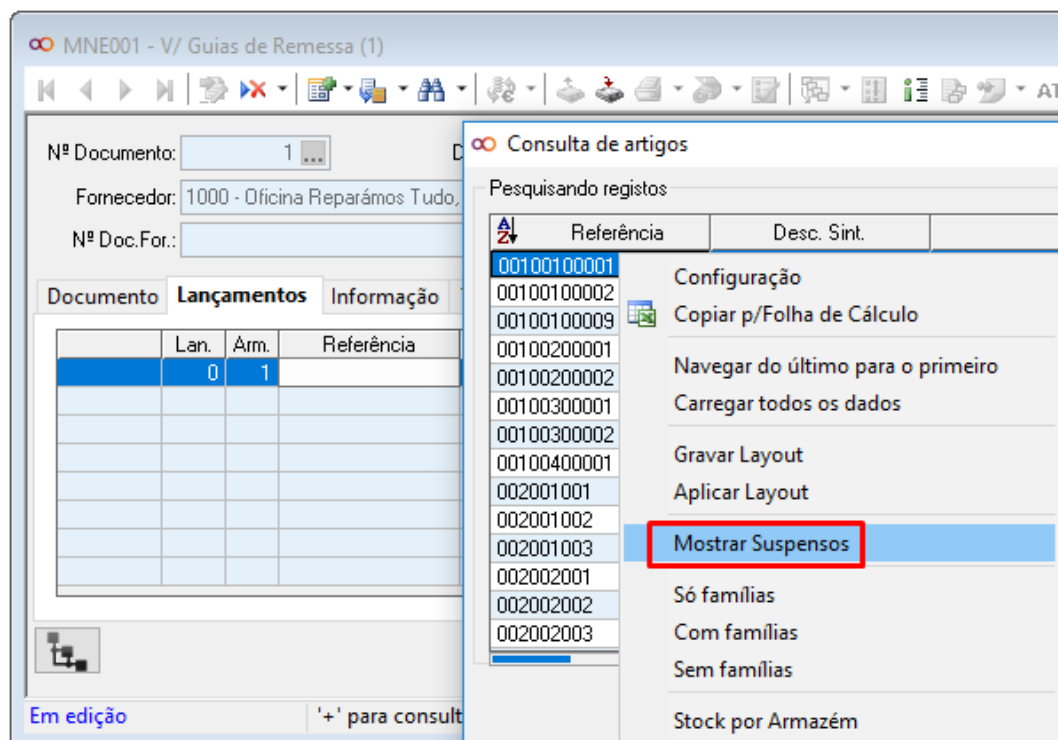 MNE001 - V/ Guias de Remessa (1)
AT
Nº Documento: 1 ... D
Fornecedor: 1000 - Oficina Reparámos Tudo,
Nº Doc.For.:
Documento Lançamentos Informação
Lan. Arm. Referência
0 1
Em edição '+' para consult
Consulta de artigos
Pesquisando registos
Referência Desc. Sint.
00100100001
00100100002
00100100009
00100200001
00100200002
00100300001
00100300002
00100400001
002001001
002001002
002001003
002002001
002002002
002002003
Configuração
Copiar p/Folha de Cálculo
Navegar do último para o primeiro
Carregar todos os dados
Gravar Layout
Aplicar Layout
Mostrar Suspensos
Só famílias
Com famílias
Sem famílias
Stock por Armazém